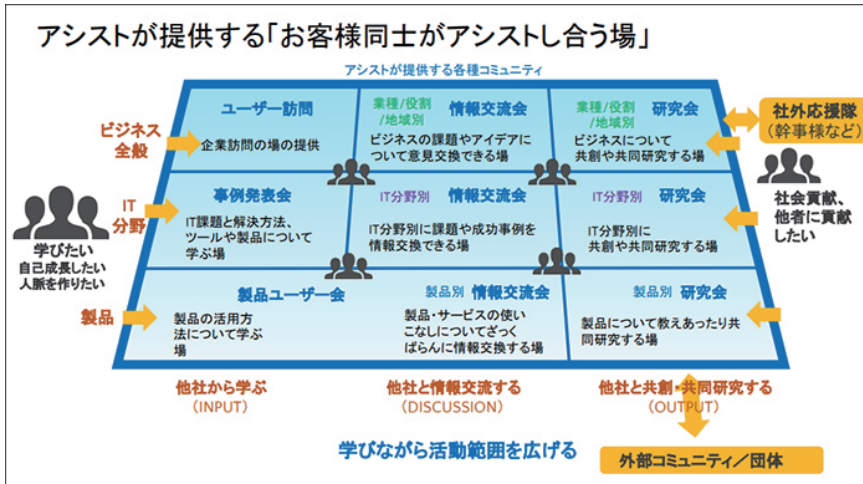 アシストが提供する「お客様同士がアシストし合う場」
アシストが提供する各種コミュニティ
ビジネス
全般
ユーザー訪問
企業訪問の場の提供
業種/役割
/地域別
情報交流会
ビジネスの課題やアイデアに
ついて意見交換できる場
業種/役割
/地域別
研究会
ビジネスについて
共創や共同研究する場
社外応援隊
(幹事様など)
IT
分野
事例発表会
IT課題と解決方法、
ツールや製品について
学ぶ場
IT分野別 情報交流会
IT分野別に課題や成功事例を
情報交換できる場
IT分野別 研究会
IT分野別に
共創や共同研究する場
社会貢献、
他者に貢献
したい
学びたい
自己成長したい
人脈を作りたい
製品
製品ユーザー会
製品の活用方
法について学ぶ
場
製品別 情報交流会
製品・サービスの使い
こなしについてざっく
ばらんに情報交換する場
製品別 研究会
製品について教えあったり共
同研究する場
他社から学ぶ
(INPUT)
他社と情報交流する
(DISCUSSION)
他社と共創・共同研究する
(OUTPUT)
学びながら活動範囲を広げる
外部コミュニティ/団体